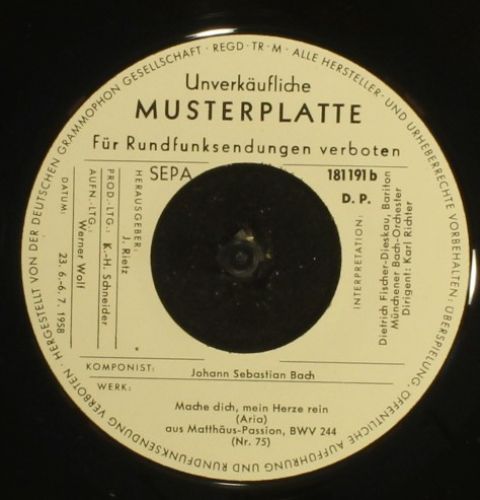 HERGESTELLT VON DER DEUTSCHEN GRAMMOPHON GESELLSCHAFT · REGD · TR · M · ALLE HERSTELLER- UND URHEBERRECHTE VORBEHALTEN · ÜBERSPIELUNG, ÖFFENTLICHE AUFFÜHRUNG UND RUNDFUNKSENDUNG VERBOTEN ·
Unverkäufliche
MUSTERPLATTE
Für Rundfunksendungen verboten
SEPA
181191 b
D. P.
HERAUSGEBER:
J. Rietz
PROD.-LTG.:
K.-H. Schneider
AUFN.-LTG.:
Werner Wolf
DATUM:
23. 6.-6. 7. 1958
INTERPRETATION:
Dietrich Fischer-Dieskau, Bariton
Münchener Bach-Orchester
Dirigent: Karl Richter
KOMPONIST: Johann Sebastian Bach
WERK:
Mache dich, mein Herze rein
(Aria)
aus Matthäus-Passion, BWV 244
(Nr. 75)